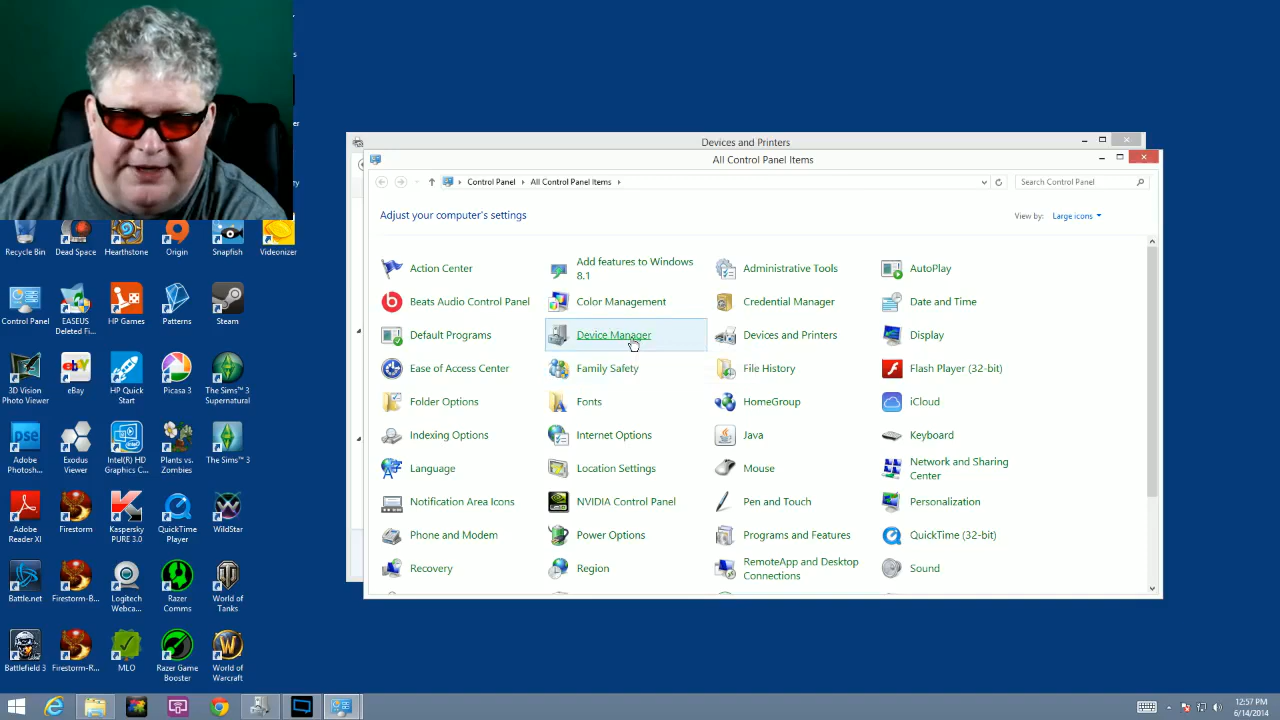 Devices and Printers
All Control Panel Items
Control Panel
All Control Panel Items
Search Control Panel
Adjust your computer's settings
View by:
Large icons
Action Center
Add features to Windows
8.1
Administrative Tools
AutoPlay
Beats Audio Control Panel
Color Management
Credential Manager
Date and Time
Default Programs
Device Manager
Devices and Printers
Display
Ease of Access Center
Family Safety
File History
Flash Player (32-bit)
Folder Options
Fonts
HomeGroup
iCloud
Indexing Options
Internet Options
Java
Keyboard
Language
Location Settings
Mouse
Network and Sharing
Center
Notification Area Icons
NVIDIA Control Panel
Pen and Touch
Personalization
Phone and Modem
Power Options
Programs and Features
QuickTime (32-bit)
Recovery
Region
RemoteApp and Desktop
Connections
Sound
Recycle Bin
Dead Space
Hearthstone
Origin
Snapfish
Videonizer
Control Panel
EASEUS
Deleted Fi...
HP Games
Patterns
Steam
3D Vision
Photo Viewer
eBay
HP Quick
Start
Picasa 3
The Sims™ 3
Supernatural
Adobe
Photosh...
Exodus
Viewer
Intel(R) HD
Graphics C...
Plants vs.
Zombies
The Sims™ 3
Adobe
Reader XI
Firestorm
Kaspersky
PURE 3.0
QuickTime
Player
WildStar
Battle.net
Firestorm-B...
Logitech
Webca...
Razer
Comms
World of
Tanks
Battlefield 3
Firestorm-R...
MLO
Razer Game
Booster
World of
Warcraft
12:57 PM
6/14/2014